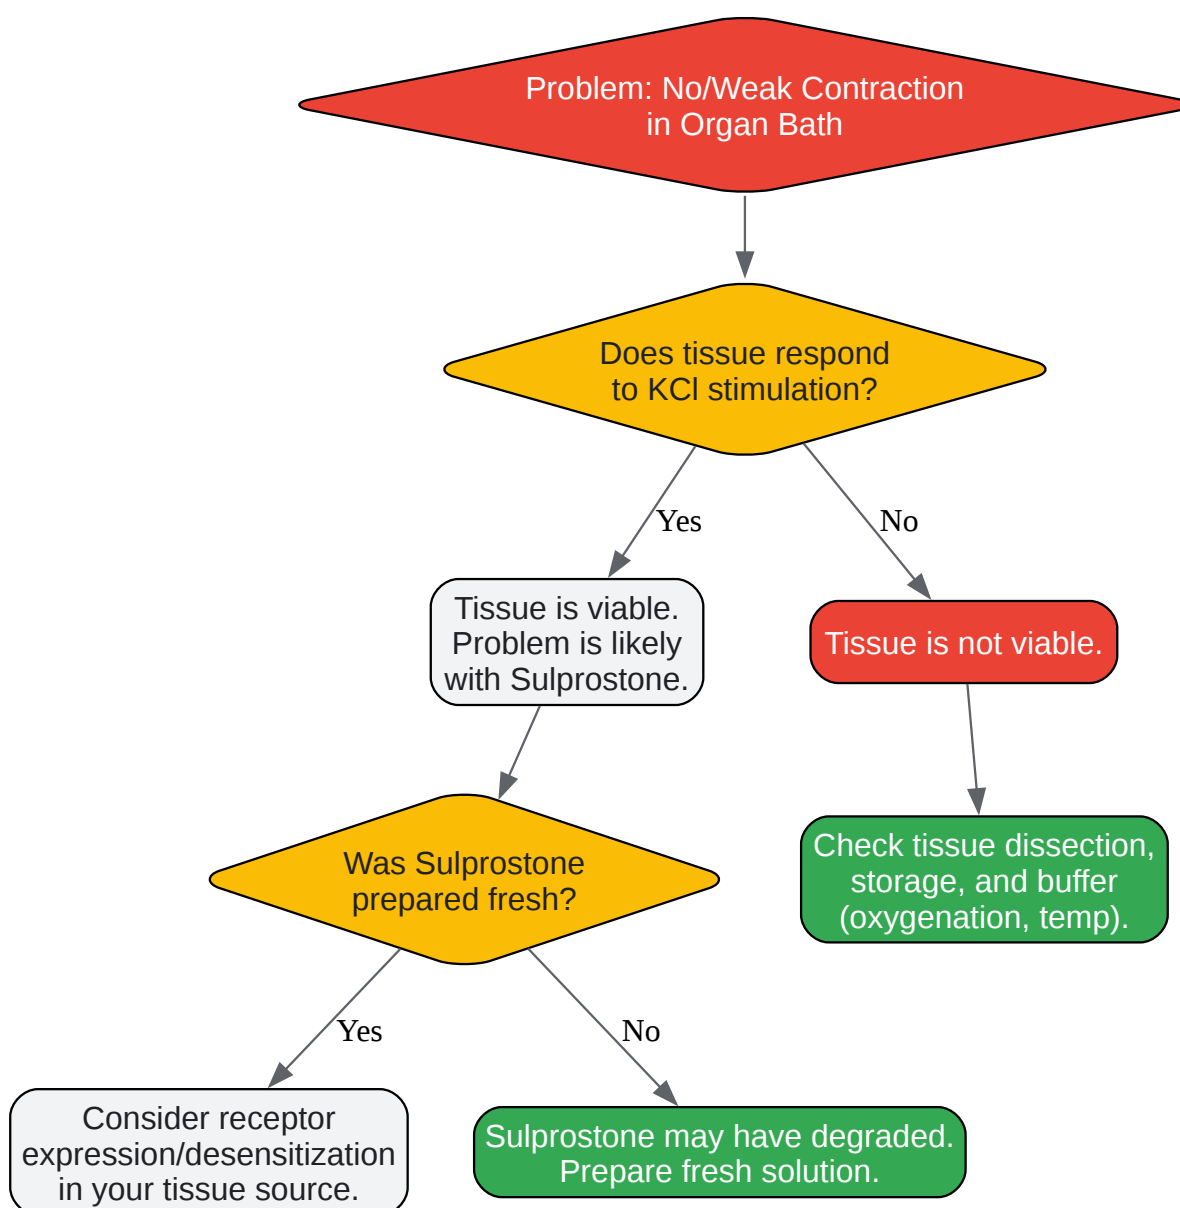 Problem: No/Weak Contraction
in Organ Bath
Does tissue respond
to KCl stimulation?
Yes
No
Tissue is viable.
Problem is likely
with Sulprostone.
Tissue is not viable.
Was Sulprostone
prepared fresh?
Check tissue dissection,
storage, and buffer
(oxygenation, temp).
Yes
No
Consider receptor
expression/desensitization
in your tissue source.
Sulprostone may have degraded.
Prepare fresh solution.